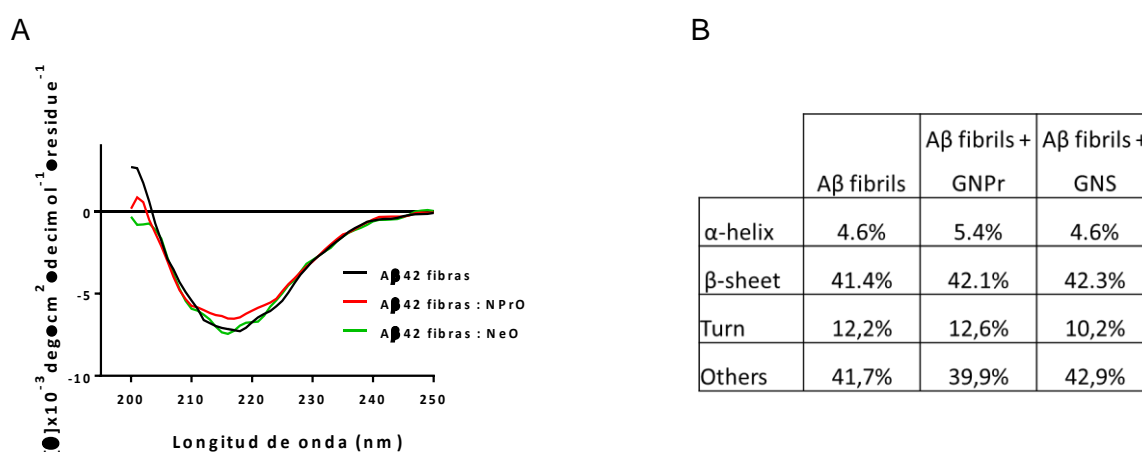 A
B
[●]x10-3 deg●cm2 ●decimol-1 ●residue-1
0
-5
-10
200 210 220 230 240 250
Longitud de onda (nm)
Aβ42 fibras
Aβ42 fibras : NPrO
Aβ42 fibras : NeO
Aβ fibrils + Aβ fibrils +
Aβ fibrils GNPr GNS
α-helix 4.6% 5.4% 4.6%
β-sheet 41.4% 42.1% 42.3%
Turn 12,2% 12,6% 10,2%
Others 41,7% 39,9% 42,9%